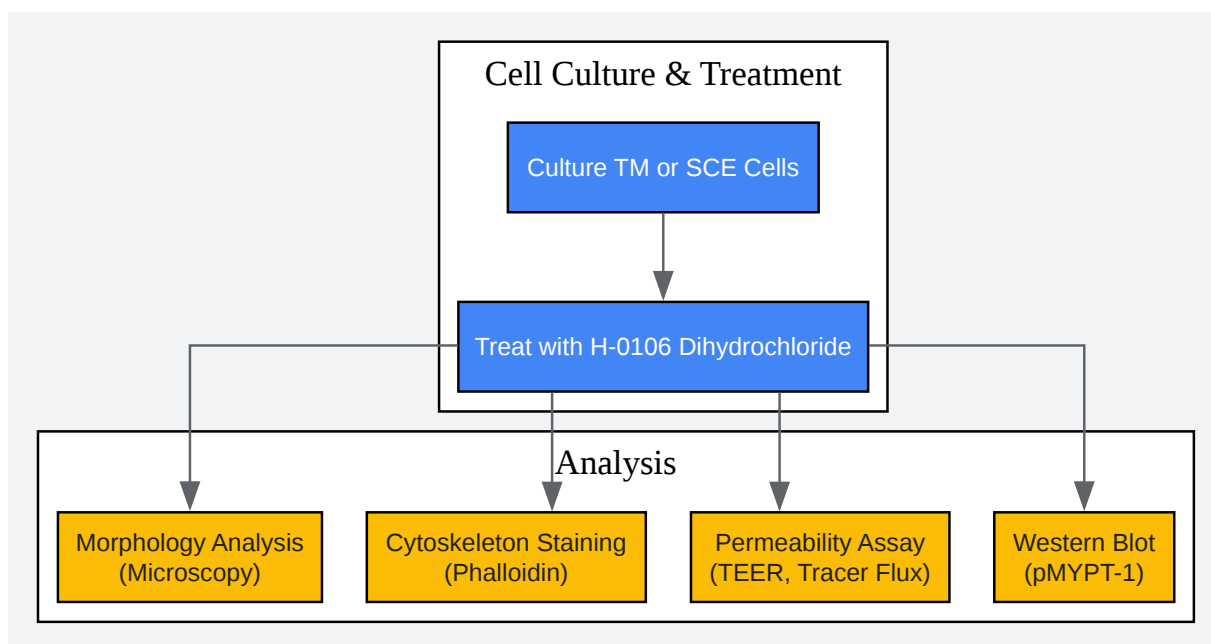 Cell Culture & Treatment
Culture TM or SCE Cells
Treat with H-0106 Dihydrochloride
Analysis
Morphology Analysis
(Microscopy)
Cytoskeleton Staining
(Phalloidin)
Permeability Assay
(TEER, Tracer Flux)
Western Blot
(pMYPT-1)